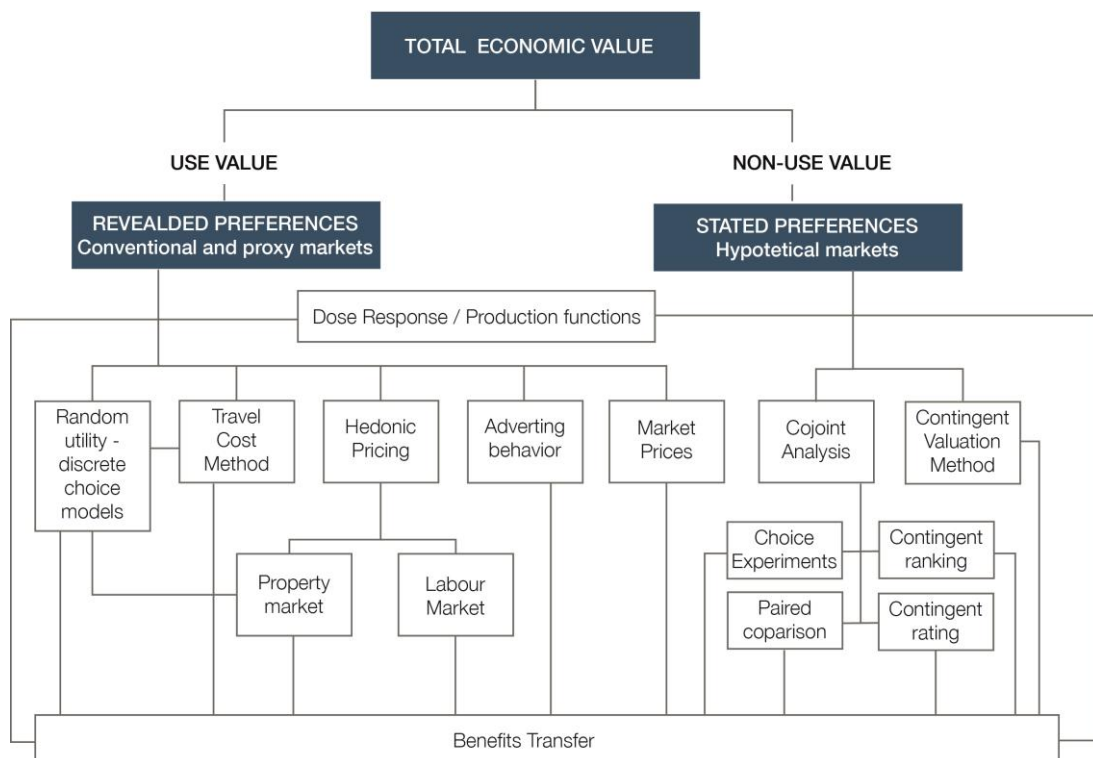 TOTAL ECONOMIC VALUE
USE VALUE
NON-USE VALUE
REVEALDED PREFERENCES
Conventional and proxy markets
STATED PREFERENCES
Hypotetical markets
Dose Response / Production functions
Random
utility -
discrete
choice
models
Travel
Cost
Method
Hedonic
Pricing
Adverting
behavior
Market
Prices
Cojoint
Analysis
Contingent
Valuation
Method
Property
market
Labour
Market
Choice
Experiments
Contingent
ranking
Paired
coparison
Contingent
rating
Benefits Transfer